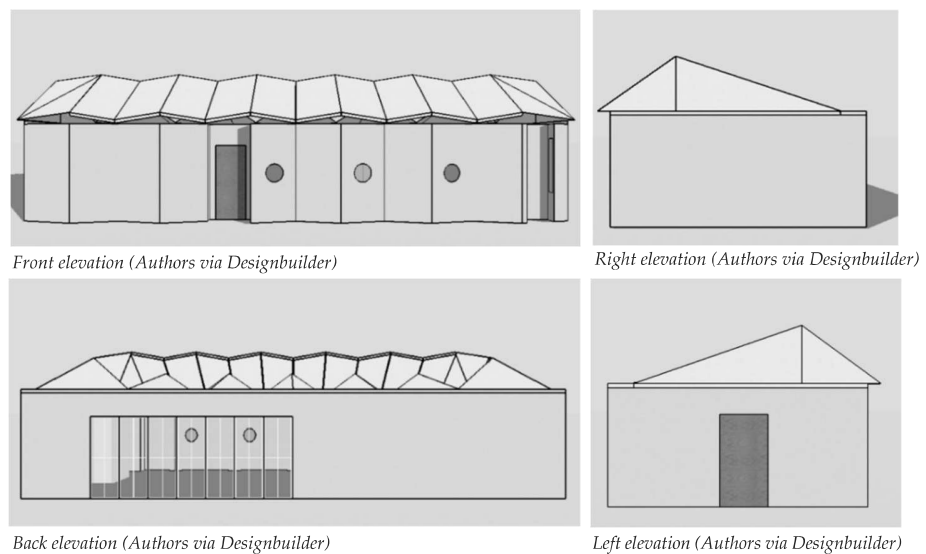 Front elevation (Authors via Designbuilder)
Right elevation (Authors via Designbuilder)
Back elevation (Authors via Designbuilder)
Left elevation (Authors via Designbuilder)